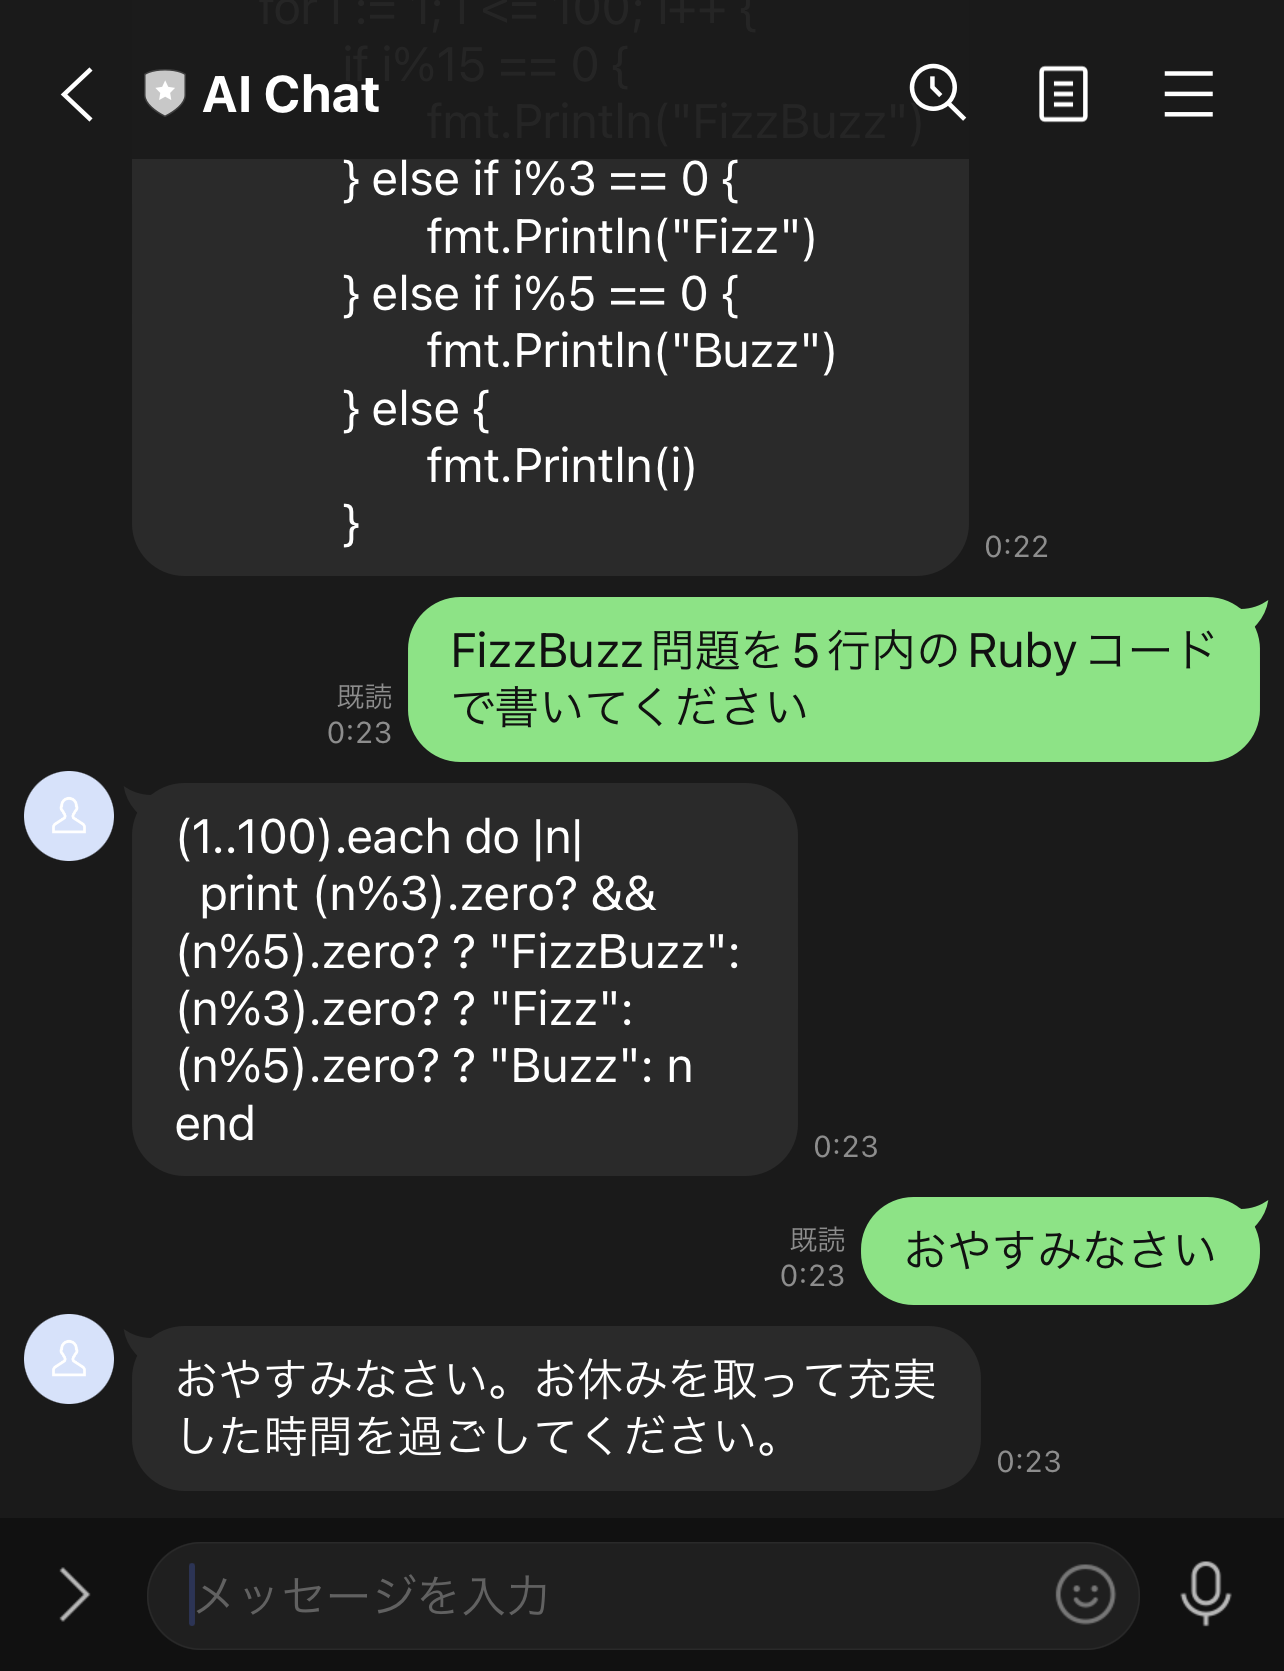 for i := 1; i <= 100; i++ {
if i%15 == 0 {
AI Chat
fmt.Println("FizzBuzz")
} else if i%3 == 0 {
fmt.Println("Fizz")
} else if i%5 == 0 {
fmt.Println("Buzz")
} else {
fmt.Println(i)
}
0:22
FizzBuzz問題を5行内のRubyコード
で書いてください
既読
0:23
(1..100).each do |n|
print (n%3).zero? &&
(n%5).zero? ? "FizzBuzz":
(n%3).zero? ? "Fizz":
(n%5).zero? ? "Buzz": n
end
0:23
おやすみなさい
既読
0:23
おやすみなさい。お休みを取って充実
した時間を過ごしてください。
0:23
メッセージを入力